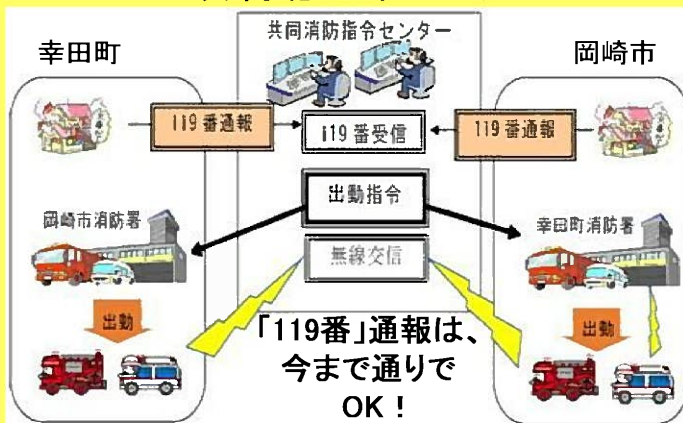 共同消防指令センター
幸田町
岡崎市
119番通報
119番受信
119番通報
出動指令
岡崎市消防署
幸田町消防署
無線交信
出動
出動
「119番」通報は、
今まで通りで
OK！